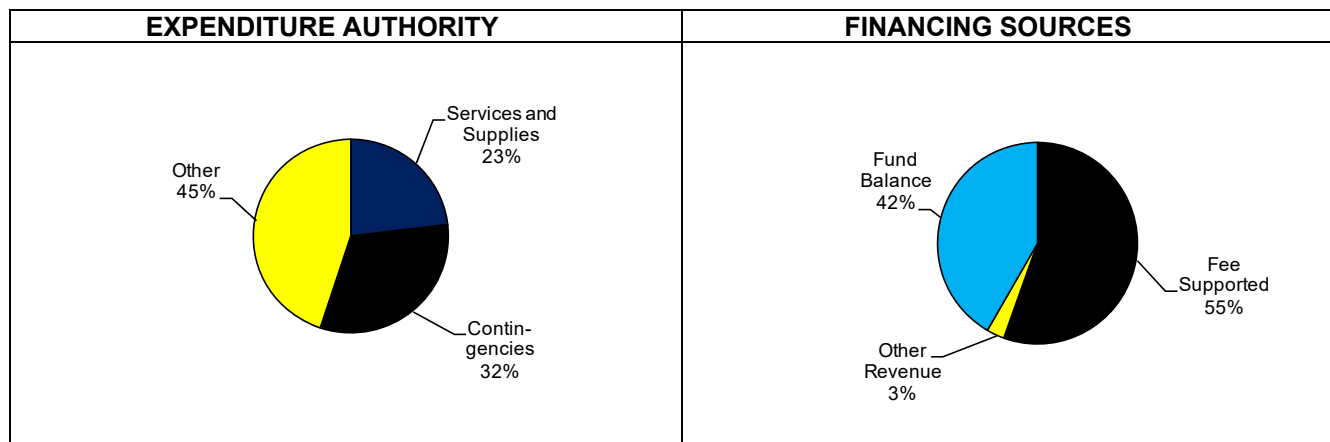 EXPENDITURE AUTHORITY
Services and
Supplies
23%
Other
45%
Contin-
gencies
32%
FINANCING SOURCES
Fund
Balance
42%
Fee
Supported
55%
Other
Revenue
3%